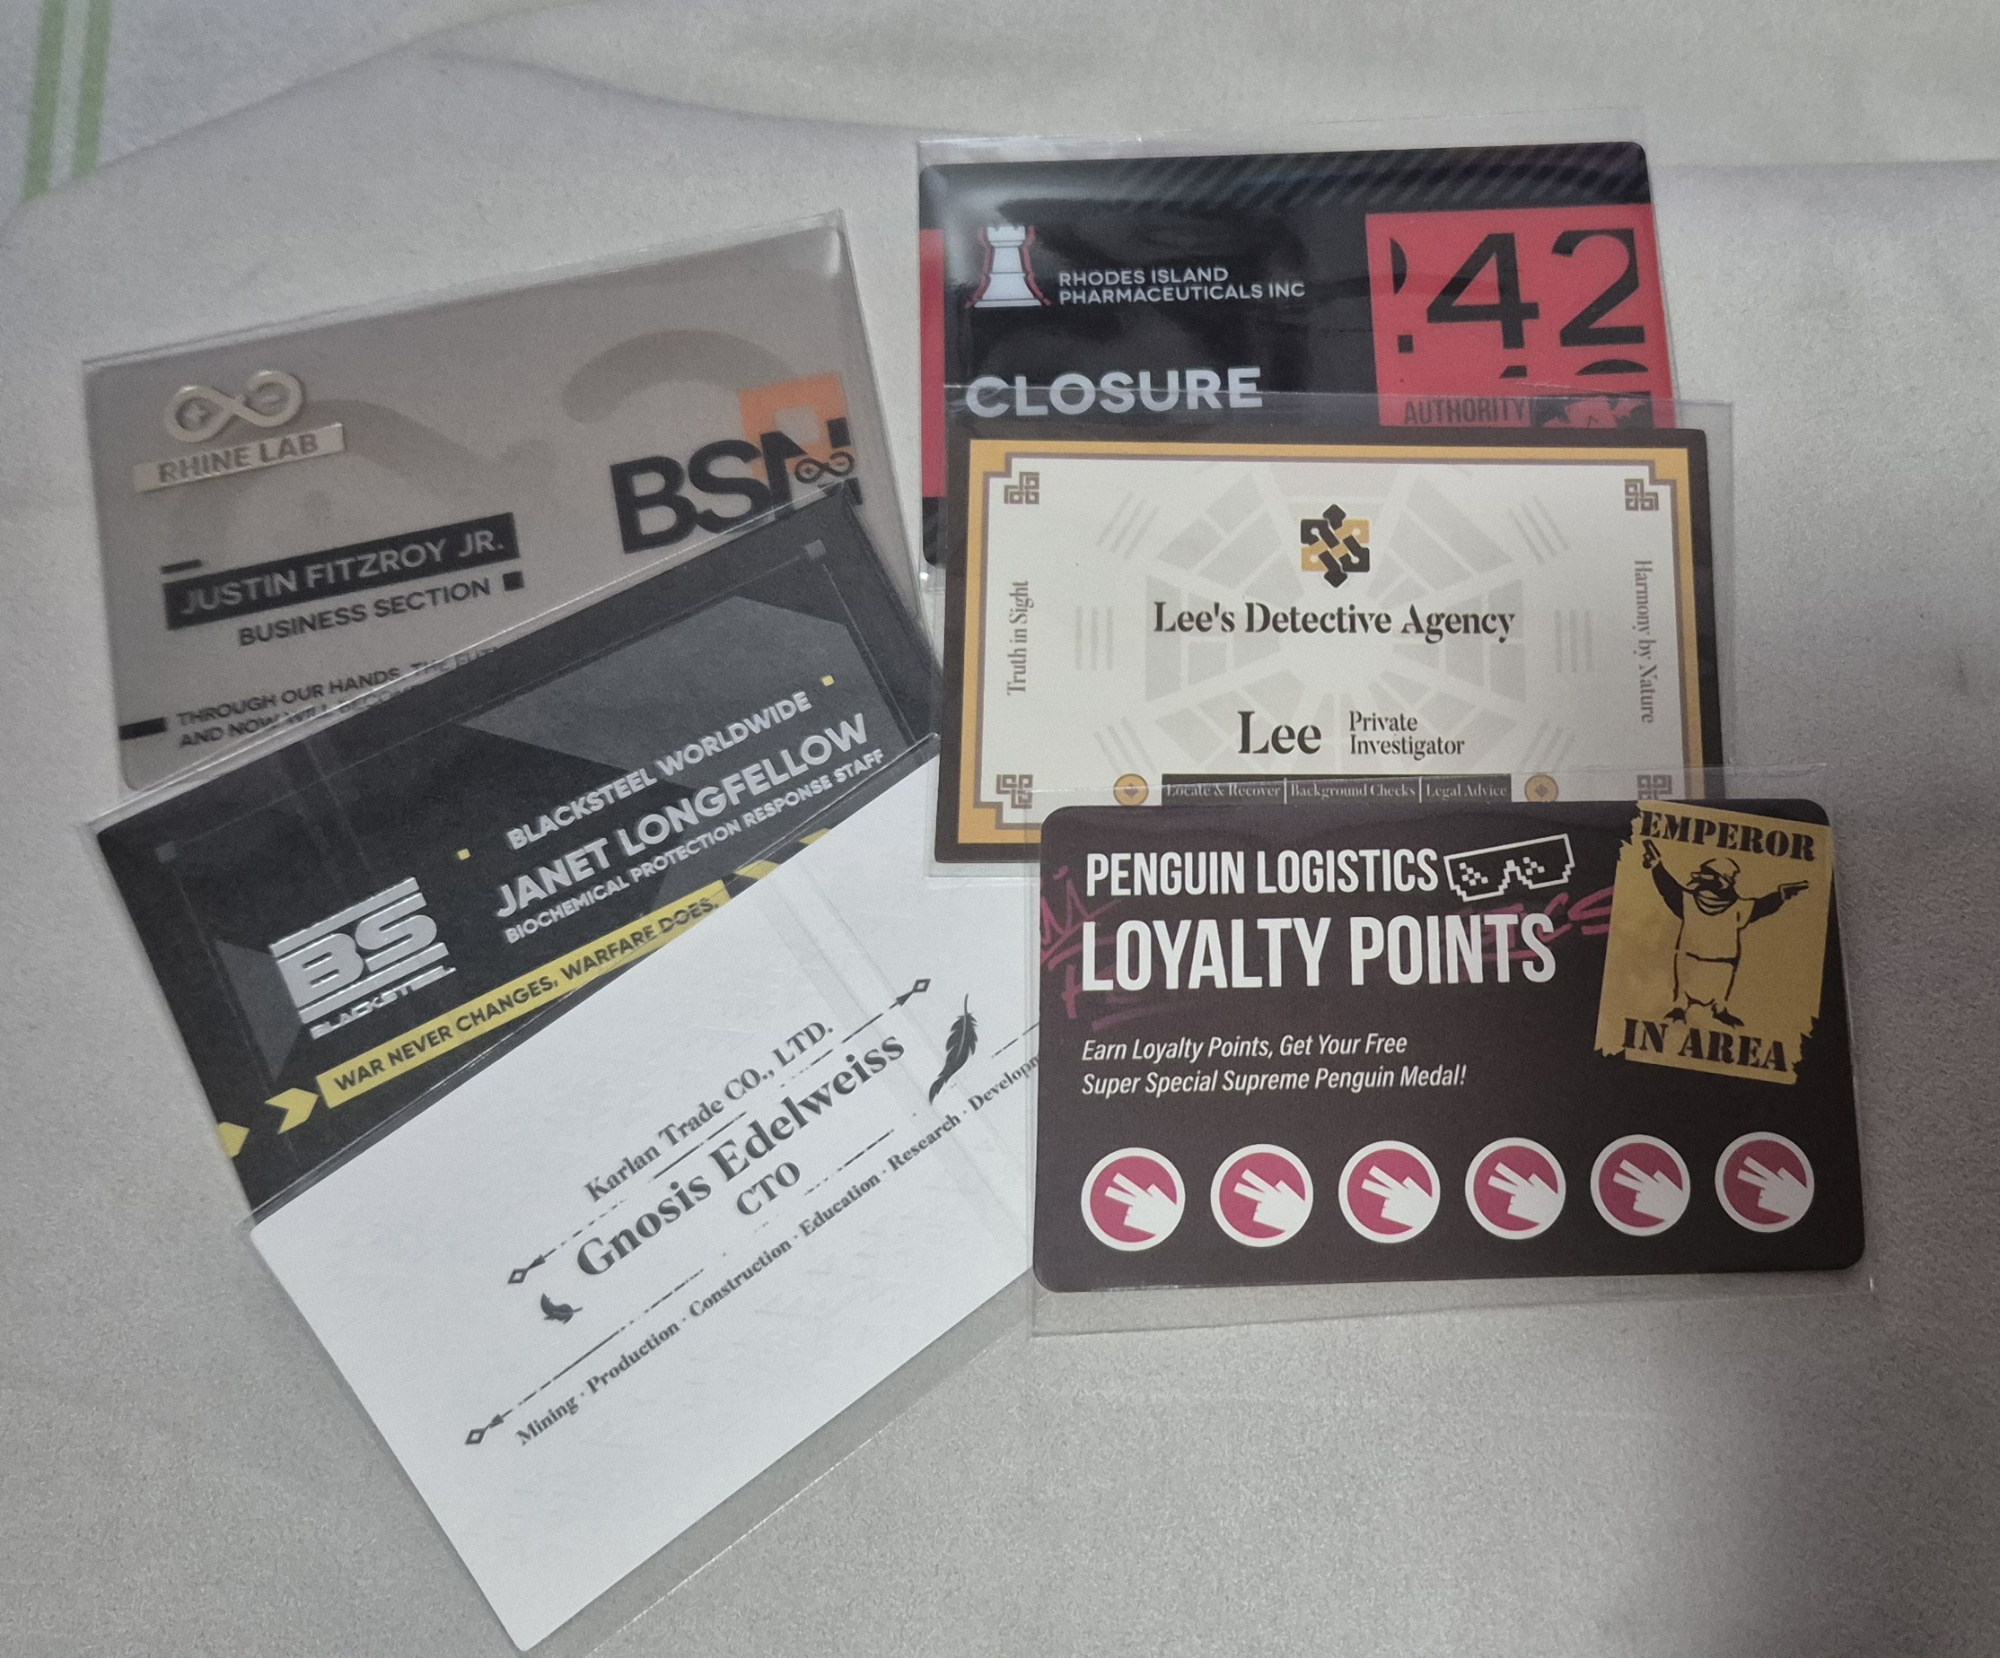 RHINE LAB
BSN
JUSTIN FITZROY JR.
BUSINESS SECTION
THROUGH OUR HANDS, THE
AND NOW WILL
BLACKSTEEL WORLDWIDE
JANET LONGFELLOW
BIOCHEMICAL PROTECTION RESPONSE STAFF
BS
BLACKSTEEL
WAR NEVER CHANGES, WARFARE DOES.
Karlan Trade CO., LTD.
Gnosis Edelweiss
CTO
Mining · Production · Construction · Education · Research · Developm
RHODES ISLAND
PHARMACEUTICALS INC
.42
CLOSURE
AUTHORITY
Truth in Sight
Harmony by Nature
Lee's Detective Agency
Lee
Private
Investigator
Locate & Recover | Background Checks | Legal Advice
PENGUIN LOGISTICS
LOYALTY POINTS
Earn Loyalty Points, Get Your Free
Super Special Supreme Penguin Medal!
EMPEROR
IN AREA